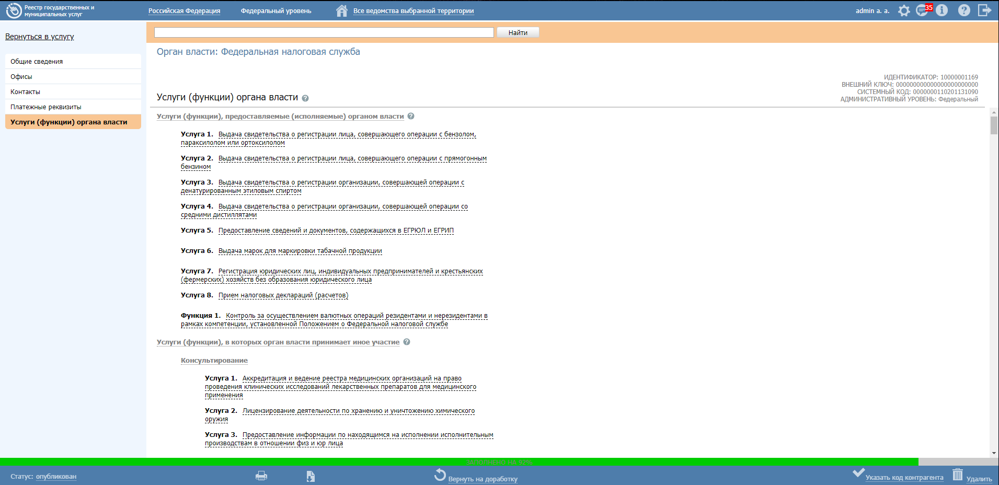 Реестр государственных и
муниципальных услуг
Российская Федерация
Федеральный уровень
Все ведомства выбранной территории
admin a. a.
35
Вернуться в услугу
Найти
Общие сведения
Офисы
Контакты
Платежные реквизиты
Услуги (функции) органа власти
Орган власти: Федеральная налоговая служба
ИДЕНТИФИКАТОР: 10000001169
ВНЕШНИЙ КЛЮЧ: 000000000000000000000000
СИСТЕМНЫЙ КОД: 0000000110201131090
АДМИНИСТРАТИВНЫЙ УРОВЕНЬ: Федеральный
Услуги (функции) органа власти ?
Услуги (функции), предоставляемые (исполняемые) органом власти ?
Услуга 1. Выдача свидетельства о регистрации лица, совершающего операции с бензолом,
параксилолом или ортоксилолом
Услуга 2. Выдача свидетельства о регистрации лица, совершающего операции с прямогонным
бензином
Услуга 3. Выдача свидетельства о регистрации организации, совершающей операции с
денатурированным этиловым спиртом
Услуга 4. Выдача свидетельства о регистрации организации, совершающей операции со
средними дистиллятами
Услуга 5. Предоставление сведений и документов, содержащихся в ЕГРЮЛ и ЕГРИП
Услуга 6. Выдача марок для маркировки табачной продукции
Услуга 7. Регистрация юридических лиц, индивидуальных предпринимателей и крестьянских
(фермерских) хозяйств без образования юридического лица
Услуга 8. Прием налоговых деклараций (расчетов)
Функция 1. Контроль за осуществлением валютных операций резидентами и нерезидентами в
рамках компетенции, установленной Положением о Федеральной налоговой службе
Услуги (функции), в которых орган власти принимает иное участие ?
Консультирование
Услуга 1. Аккредитация и ведение реестра медицинских организаций на право
проведения клинических исследований лекарственных препаратов для медицинского
применения
Услуга 2. Лицензирование деятельности по хранению и уничтожению химического
оружия
Услуга 3. Предоставление информации по находящимся на исполнении исполнительным
производствам в отношении физ и юр лица
ЗАПОЛНЕНО НА 92%
Статус: опубликован
Вернуть на доработку
Указать код контрагента
Удалить